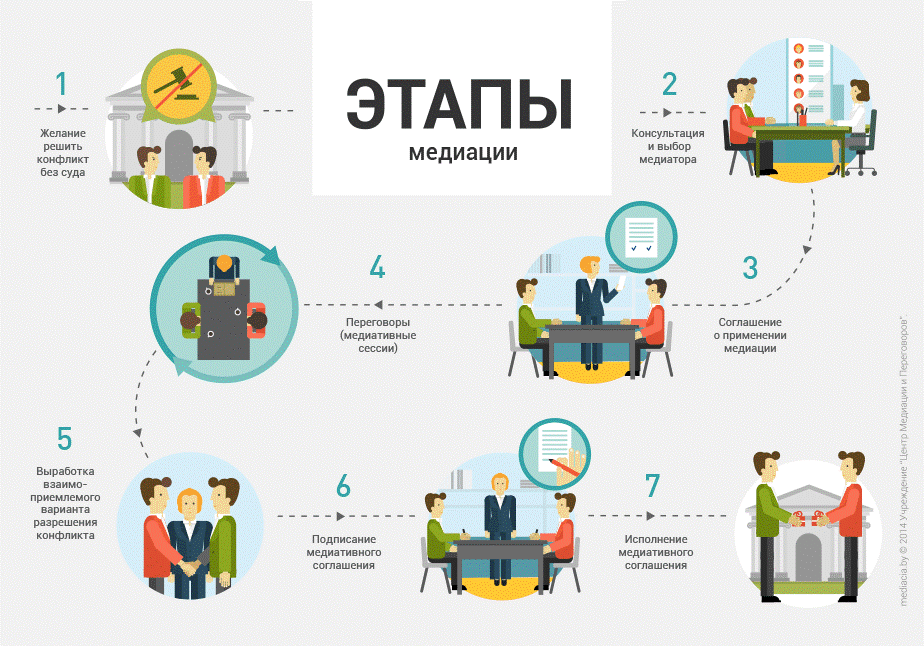 ЭТАПЫ
медиации
1
Желание
решить
конфликт
без суда
2
Консультация
и выбор
медиатора
3
Соглашение
о применении
медиации
4
Переговоры
(медиативные
сессии)
5
Выработка
взаимо-
приемлемого
варианта
разрешения
конфликта
6
Подписание
медиативного
соглашения
7
Исполнение
медиативного
соглашения
mediacia.by © 2014 Учреждение "Центр Медиации и Переговоров".